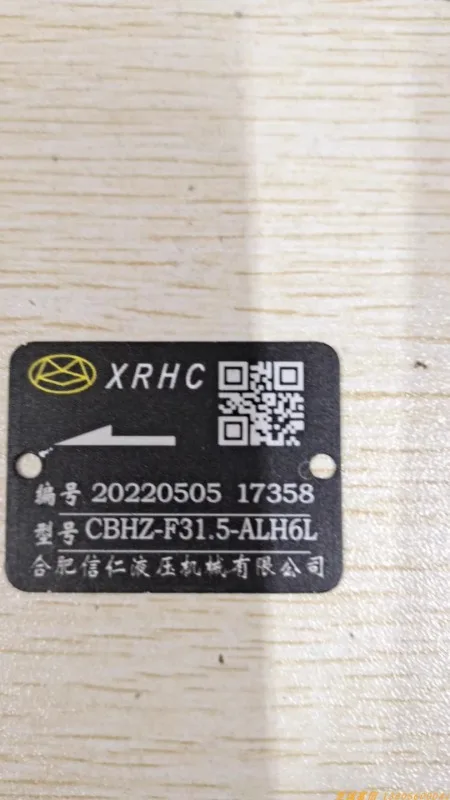 XRHC
编号 20220505 17358
型号 CBHZ-F31.5-ALH6L
合肥信仁液压机械有限公司